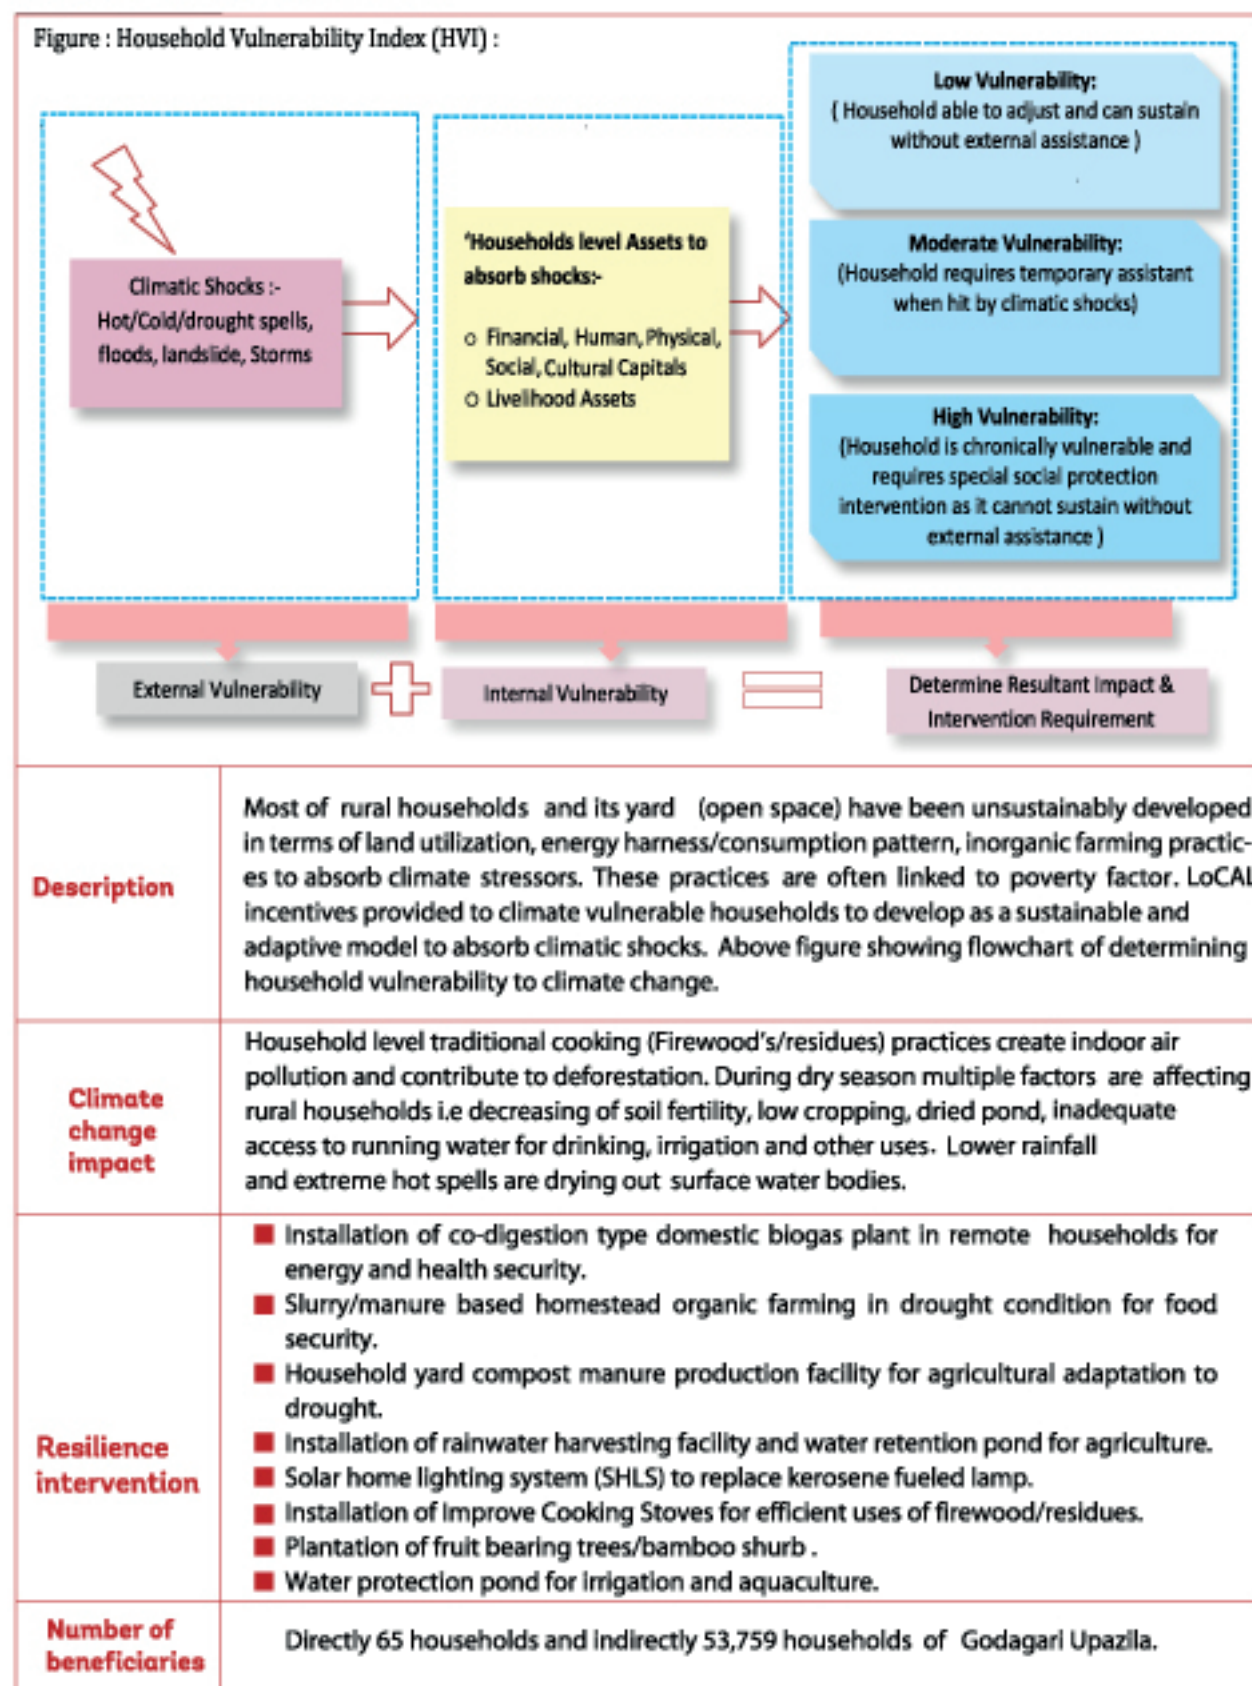 Figure : Household Vulnerability Index (HVI) :
Climatic Shocks :-
Hot/Cold/drought spells,
floods, landslide, Storms
'Households level Assets to
absorb shocks:-
o Financial, Human, Physical,
Social, Cultural Capitals
o Livelihood Assets
Low Vulnerability:
( Household able to adjust and can sustain
without external assistance )
Moderate Vulnerability:
(Household requires temporary assistant
when hit by climatic shocks)
High Vulnerability:
(Household is chronically vulnerable and
requires special social protection
intervention as it cannot sustain without
external assistance )
External Vulnerability
Internal Vulnerability
Determine Resultant Impact &
Intervention Requirement
Description
Most of rural households and its yard (open space) have been unsustainably developed
in terms of land utilization, energy harness/consumption pattern, inorganic farming practic-
es to absorb climate stressors. These practices are often linked to poverty factor. LoCAL
incentives provided to climate vulnerable households to develop as a sustainable and
adaptive model to absorb climatic shocks. Above figure showing flowchart of determining
household vulnerability to climate change.
Climate
change
impact
Household level traditional cooking (Firewood's/residues) practices create indoor air
pollution and contribute to deforestation. During dry season multiple factors are affecting
rural households i.e decreasing of soil fertility, low cropping, dried pond, inadequate
access to running water for drinking, irrigation and other uses. Lower rainfall
and extreme hot spells are drying out surface water bodies.
Resilience
intervention
■ Installation of co-digestion type domestic biogas plant in remote households for
energy and health security.
■ Slurry/manure based homestead organic farming in drought condition for food
security.
■ Household yard compost manure production facility for agricultural adaptation to
drought.
■ Installation of rainwater harvesting facility and water retention pond for agriculture.
■ Solar home lighting system (SHLS) to replace kerosene fueled lamp.
■ Installation of Improve Cooking Stoves for efficient uses of firewood/residues.
■ Plantation of fruit bearing trees/bamboo shurb .
■ Water protection pond for irrigation and aquaculture.
Number of
beneficiaries
Directly 65 households and indirectly 53,759 households of Godagari Upazila.